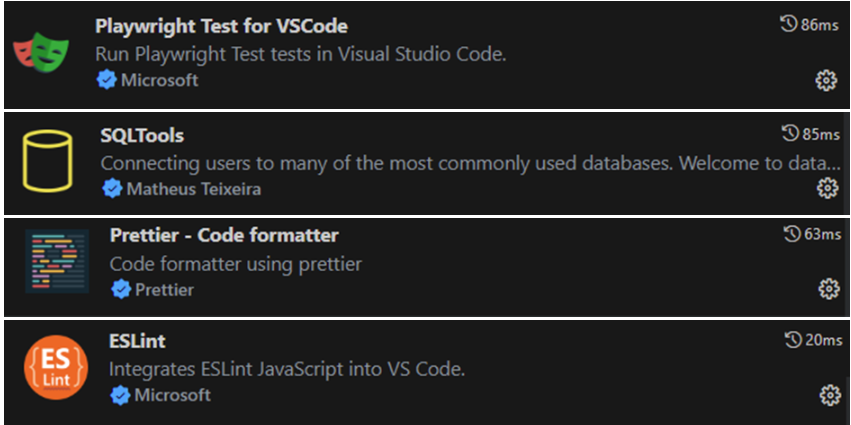 Playwright Test for VSCode
86ms
Run Playwright Test tests in Visual Studio Code.
Microsoft
SQLTools
85ms
Connecting users to many of the most commonly used databases. Welcome to data...
Matheus Teixeira
Prettier - Code formatter
63ms
Code formatter using prettier
Prettier
ESLint
20ms
{ES
Lint}
Integrates ESLint JavaScript into VS Code.
Microsoft